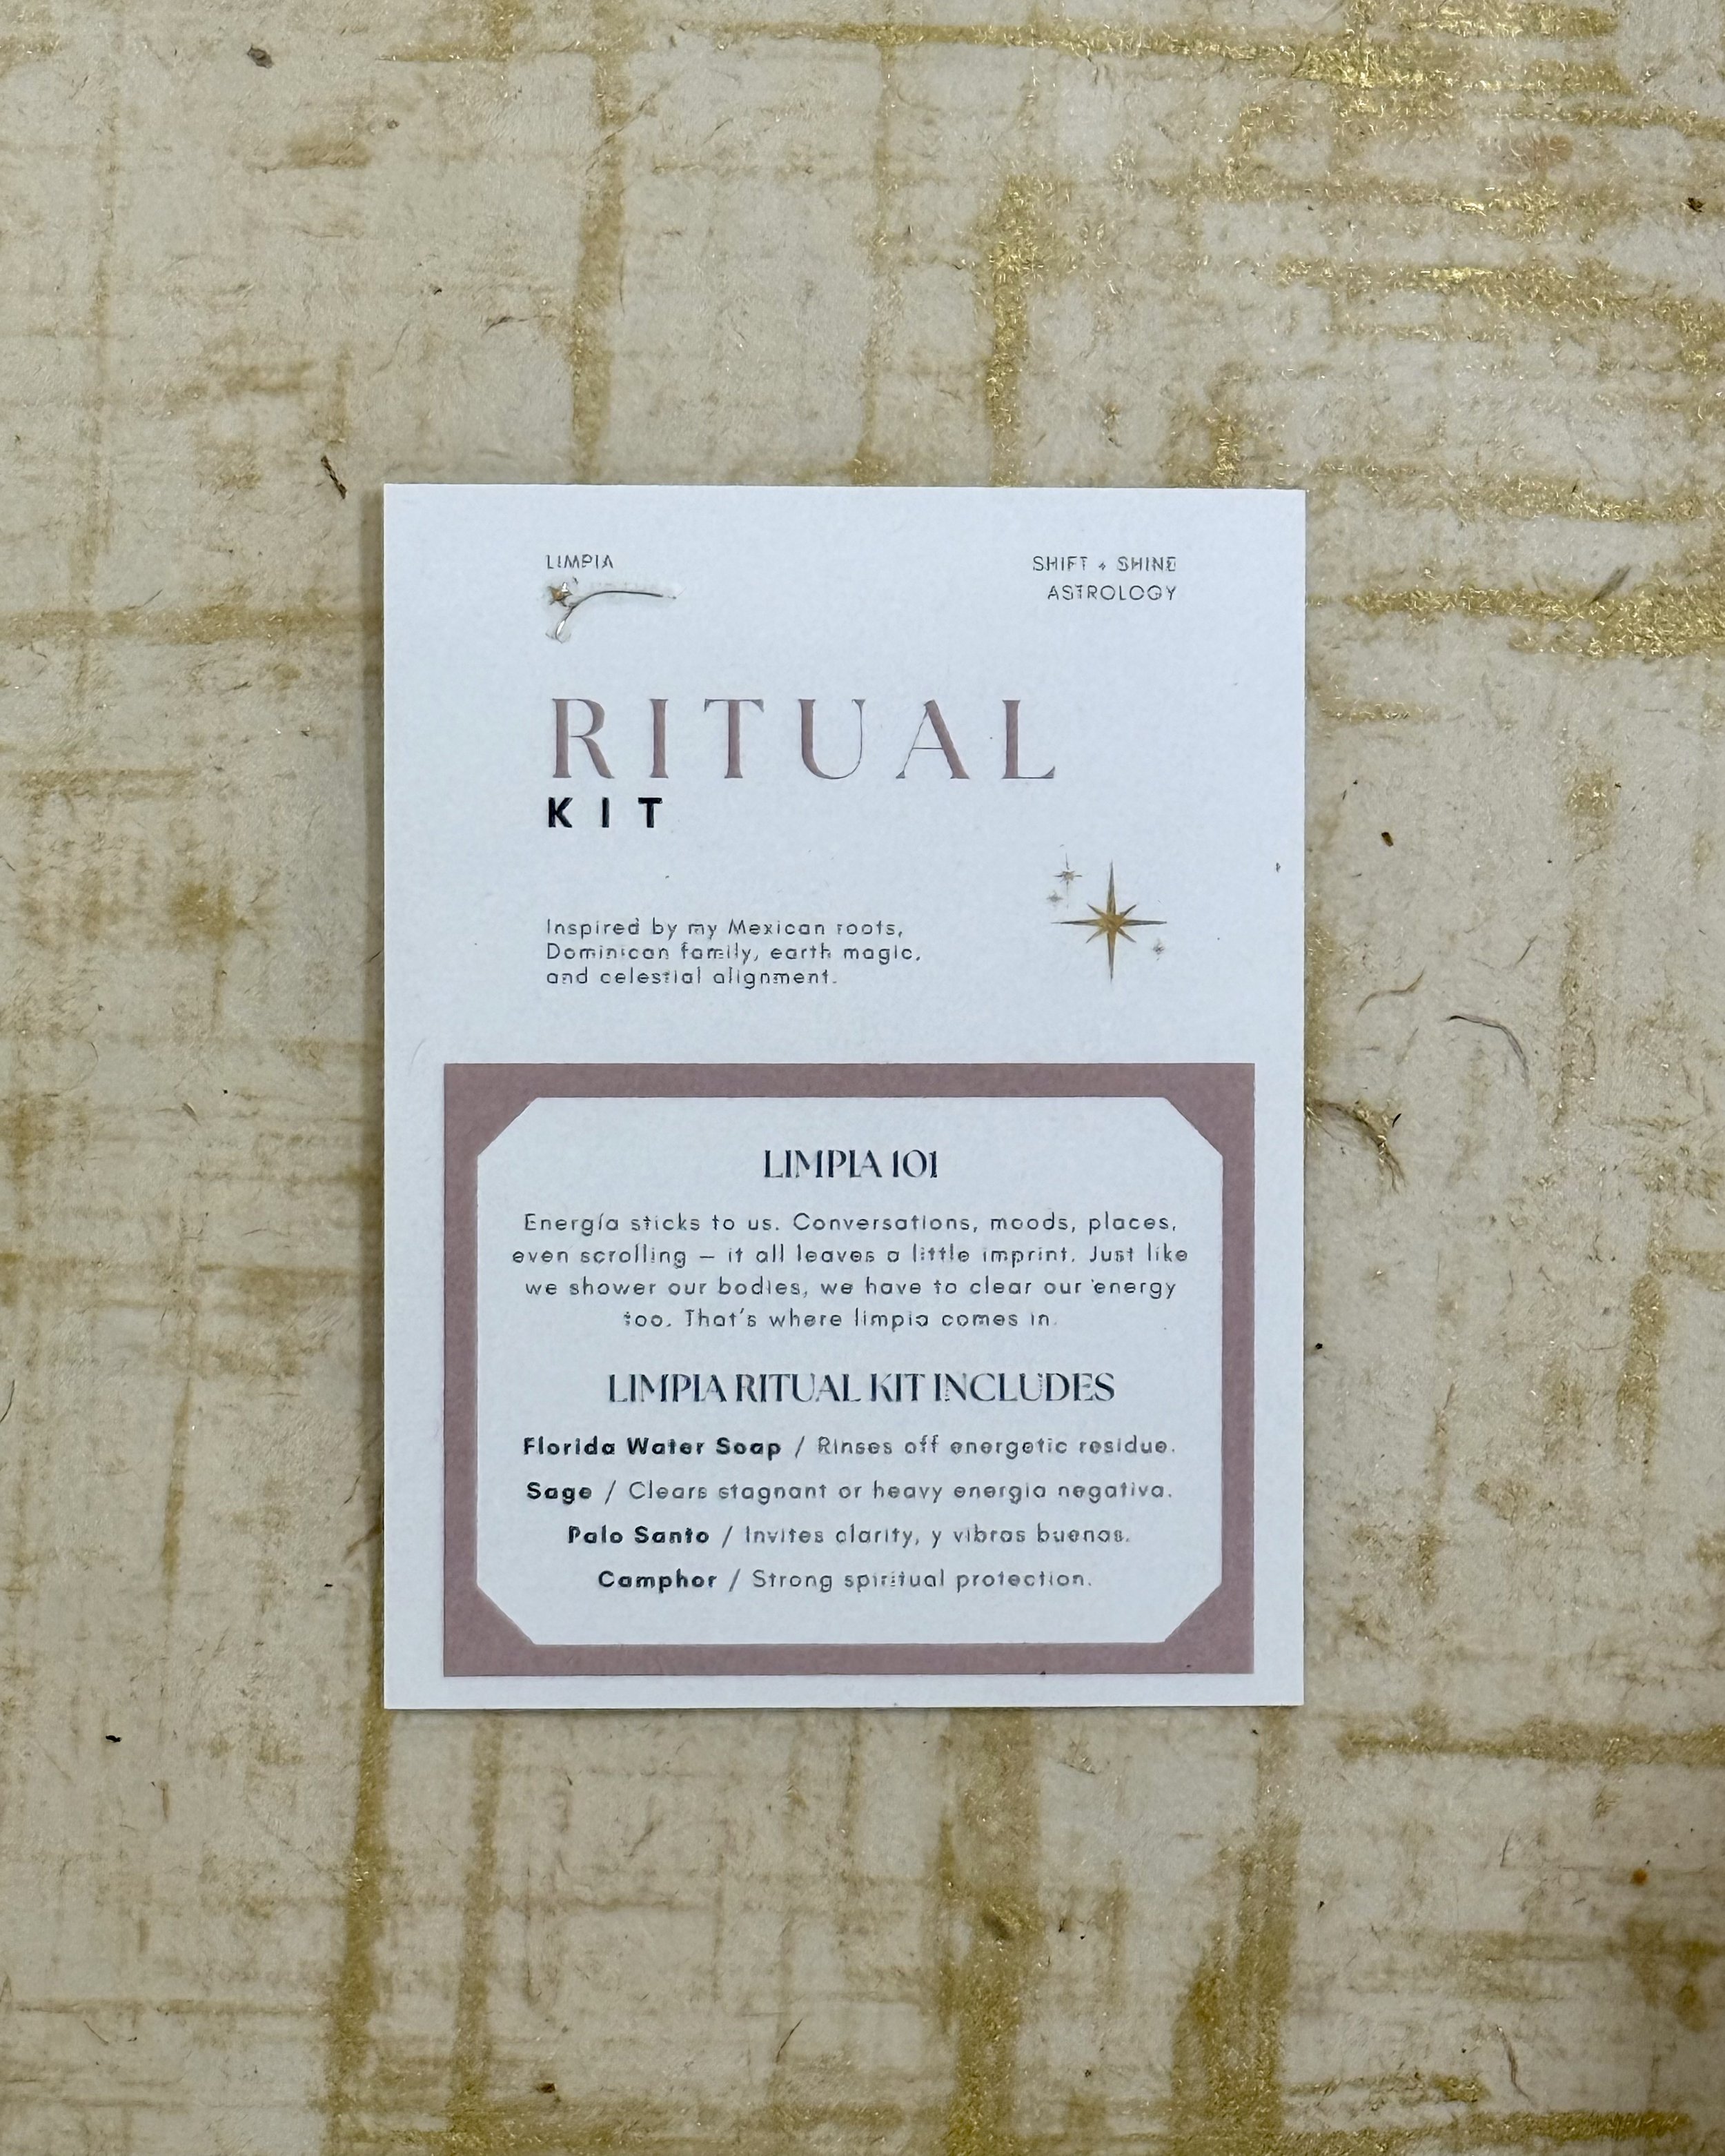 LIMPIA
SHIFT + SHINE
ASTROLOGY
RITUAL
KIT
Inspired by my Mexican roots,
Dominican family, earth magic,
and celestial alignment.
LIMPIA 101
Energía sticks to us. Conversations, moods, places,
even scrolling – it all leaves a little imprint. Just like
we shower our bodies, we have to clear our energy
too. That's where limpia comes in.
LIMPIA RITUAL KIT INCLUDES
Florida Water Soap / Rinses off energetic residue.
Sage / Clears stagnant or heavy energia negativa.
Palo Santo / Invites clarity, y vibras buenas.
Camphor / Strong spiritual protection.